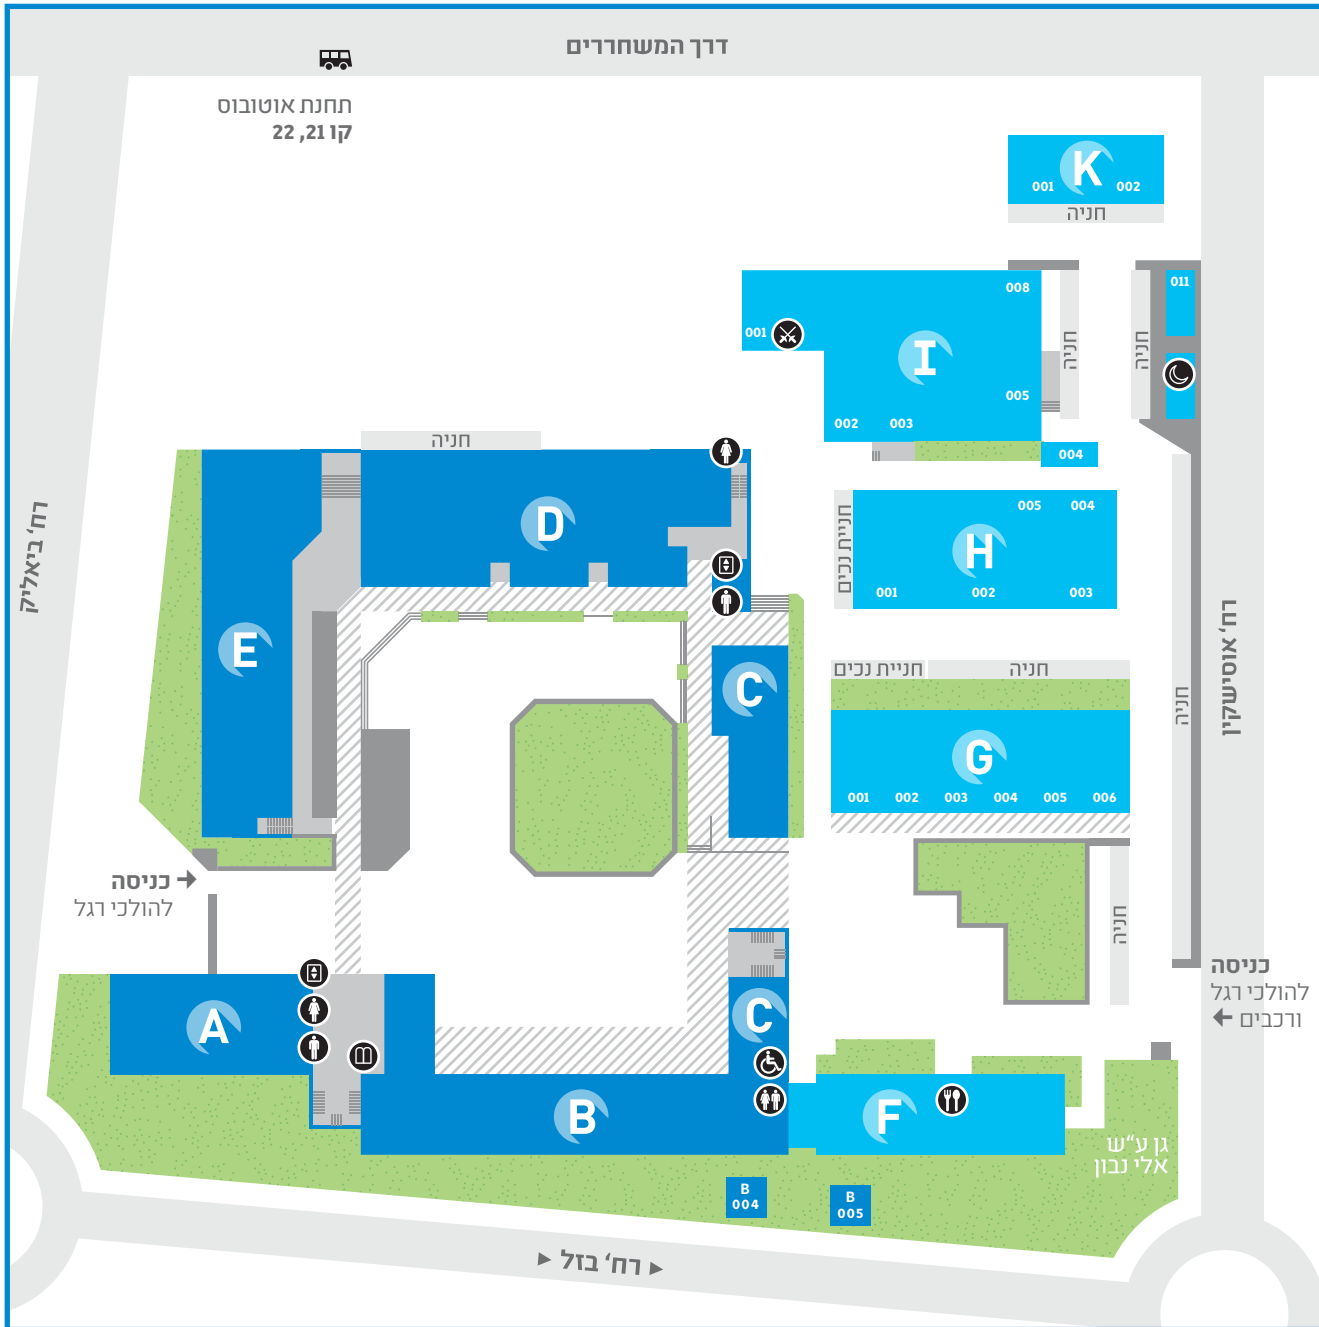 דרך המשחררים
תחנת אוטובוס
קו 21, 22
K
001
002
חניה
008
001
I
005
002
003
004
חניה
חניה
011
חניה
D
חניית נכים
005
004
H
001
002
003
רח׳ ביאליק
E
C
חניית נכים
חניה
G
001
002
003
004
005
006
חניה
רח׳ אוסישקין
חניה
כניסה
להולכי רגל
כניסה
להולכי רגל
ורכבים
A
C
B
F
גן ע״ש
אלי נבון
B
004
B
005
רח׳ בזל